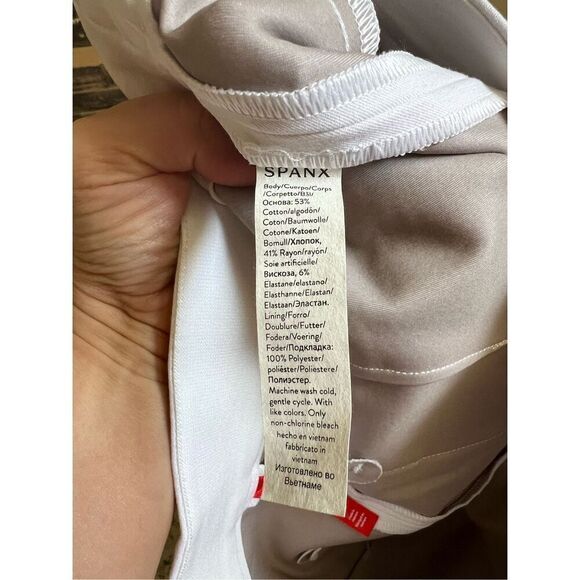 SPANX
Body/Cuerpo/Corps
/Corpetto/
Основа: 53%
Cotton/algodón/
Coton/Baumwolle/
Cotone/Katoen/
Bomull/Хлопок,
41% Rayon/rayón/
Soie artificielle/
Вискоза, 6%
Elastane/elastano/
Elasthanne/Elastan/
Elastaan/Эластан.
Lining/Forro/
Doublure/Futter/
Fodera/Voering/
Foder/Подкладка:
100% Polyester/
poliéster/Poliestere/
Полиэстер.
Machine wash cold,
gentle cycle. With
like colors. Only
non-chlorine bleach
hecho en vietnam
fabbricato in
vietnam
Изготовлено во
Вьетнаме